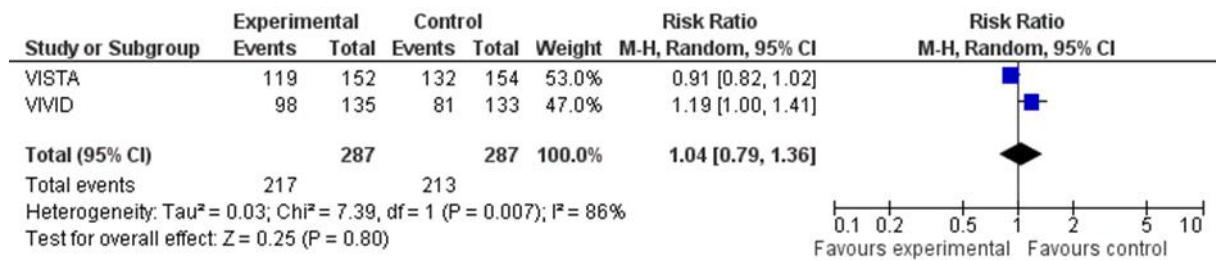 Experimental Control Risk Ratio Risk Ratio
Study or Subgroup Events Total Events Total Weight M-H, Random, 95% CI M-H, Random, 95% CI
VISTA 119 152 132 154 53.0% 0.91 [0.82, 1.02]
VIVID 98 135 81 133 47.0% 1.19 [1.00, 1.41]
Total (95% CI) 287 287 100.0% 1.04 [0.79, 1.36]
Total events 217 213
Heterogeneity: Tau² = 0.03; Chi² = 7.39, df = 1 (P = 0.007); I² = 86%
Test for overall effect: Z = 0.25 (P = 0.80)
0.1 0.2 0.5 1 2 5 10
Favours experimental Favours control